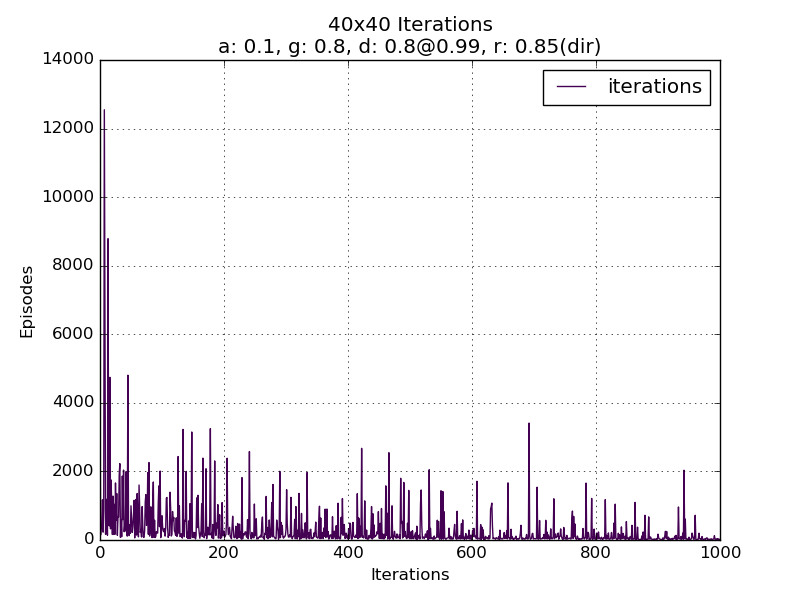 40x40 Iterations
a: 0.1, g: 0.8, d: 0.8@0.99, r: 0.85(dir)
14000
12000
10000
8000
6000
4000
2000
0
Episodes
iterations
0
200
400
600
800
1000
Iterations